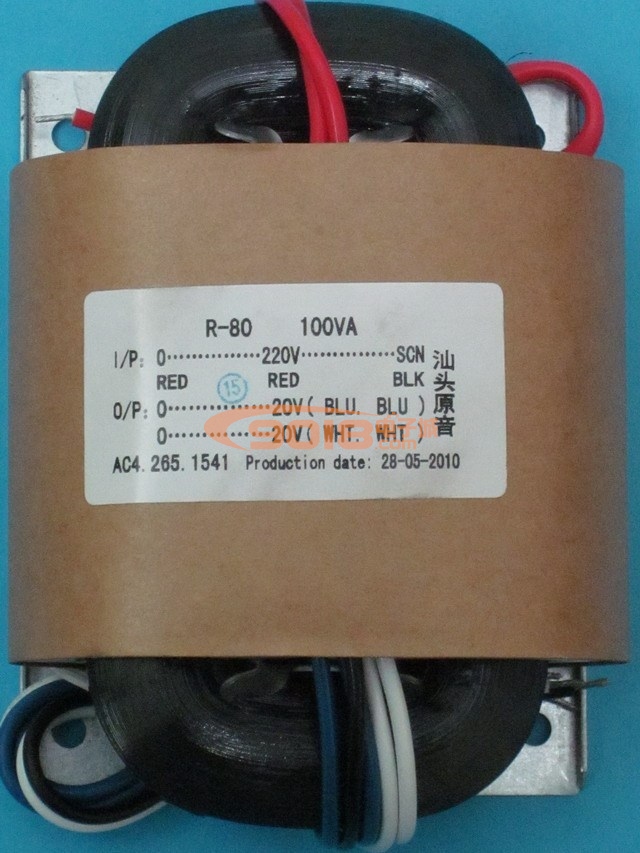 R-80 100VA
I/P: 0················220V················SCN
RED RED BLK
15
O/P: 0················20V( BLU. BLU )
0················20V( WHT. WHT )
汕头原音
AC4.265.1541 Production date: 28-05-2010